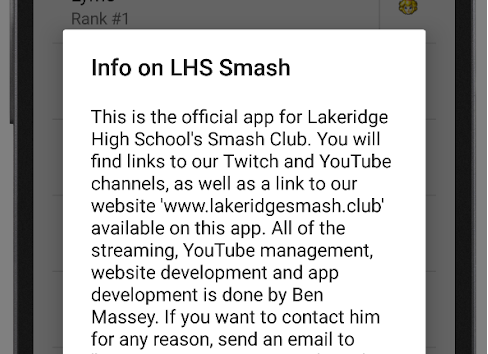 Rank #1
Info on LHS Smash
This is the official app for Lakeridge
High School's Smash Club. You will
find links to our Twitch and YouTube
channels, as well as a link to our
website 'www.lakeridgesmash.club'
available on this app. All of the
streaming, YouTube management,
website development and app
development is done by Ben
Massey. If you want to contact him
for any reason, send an email to